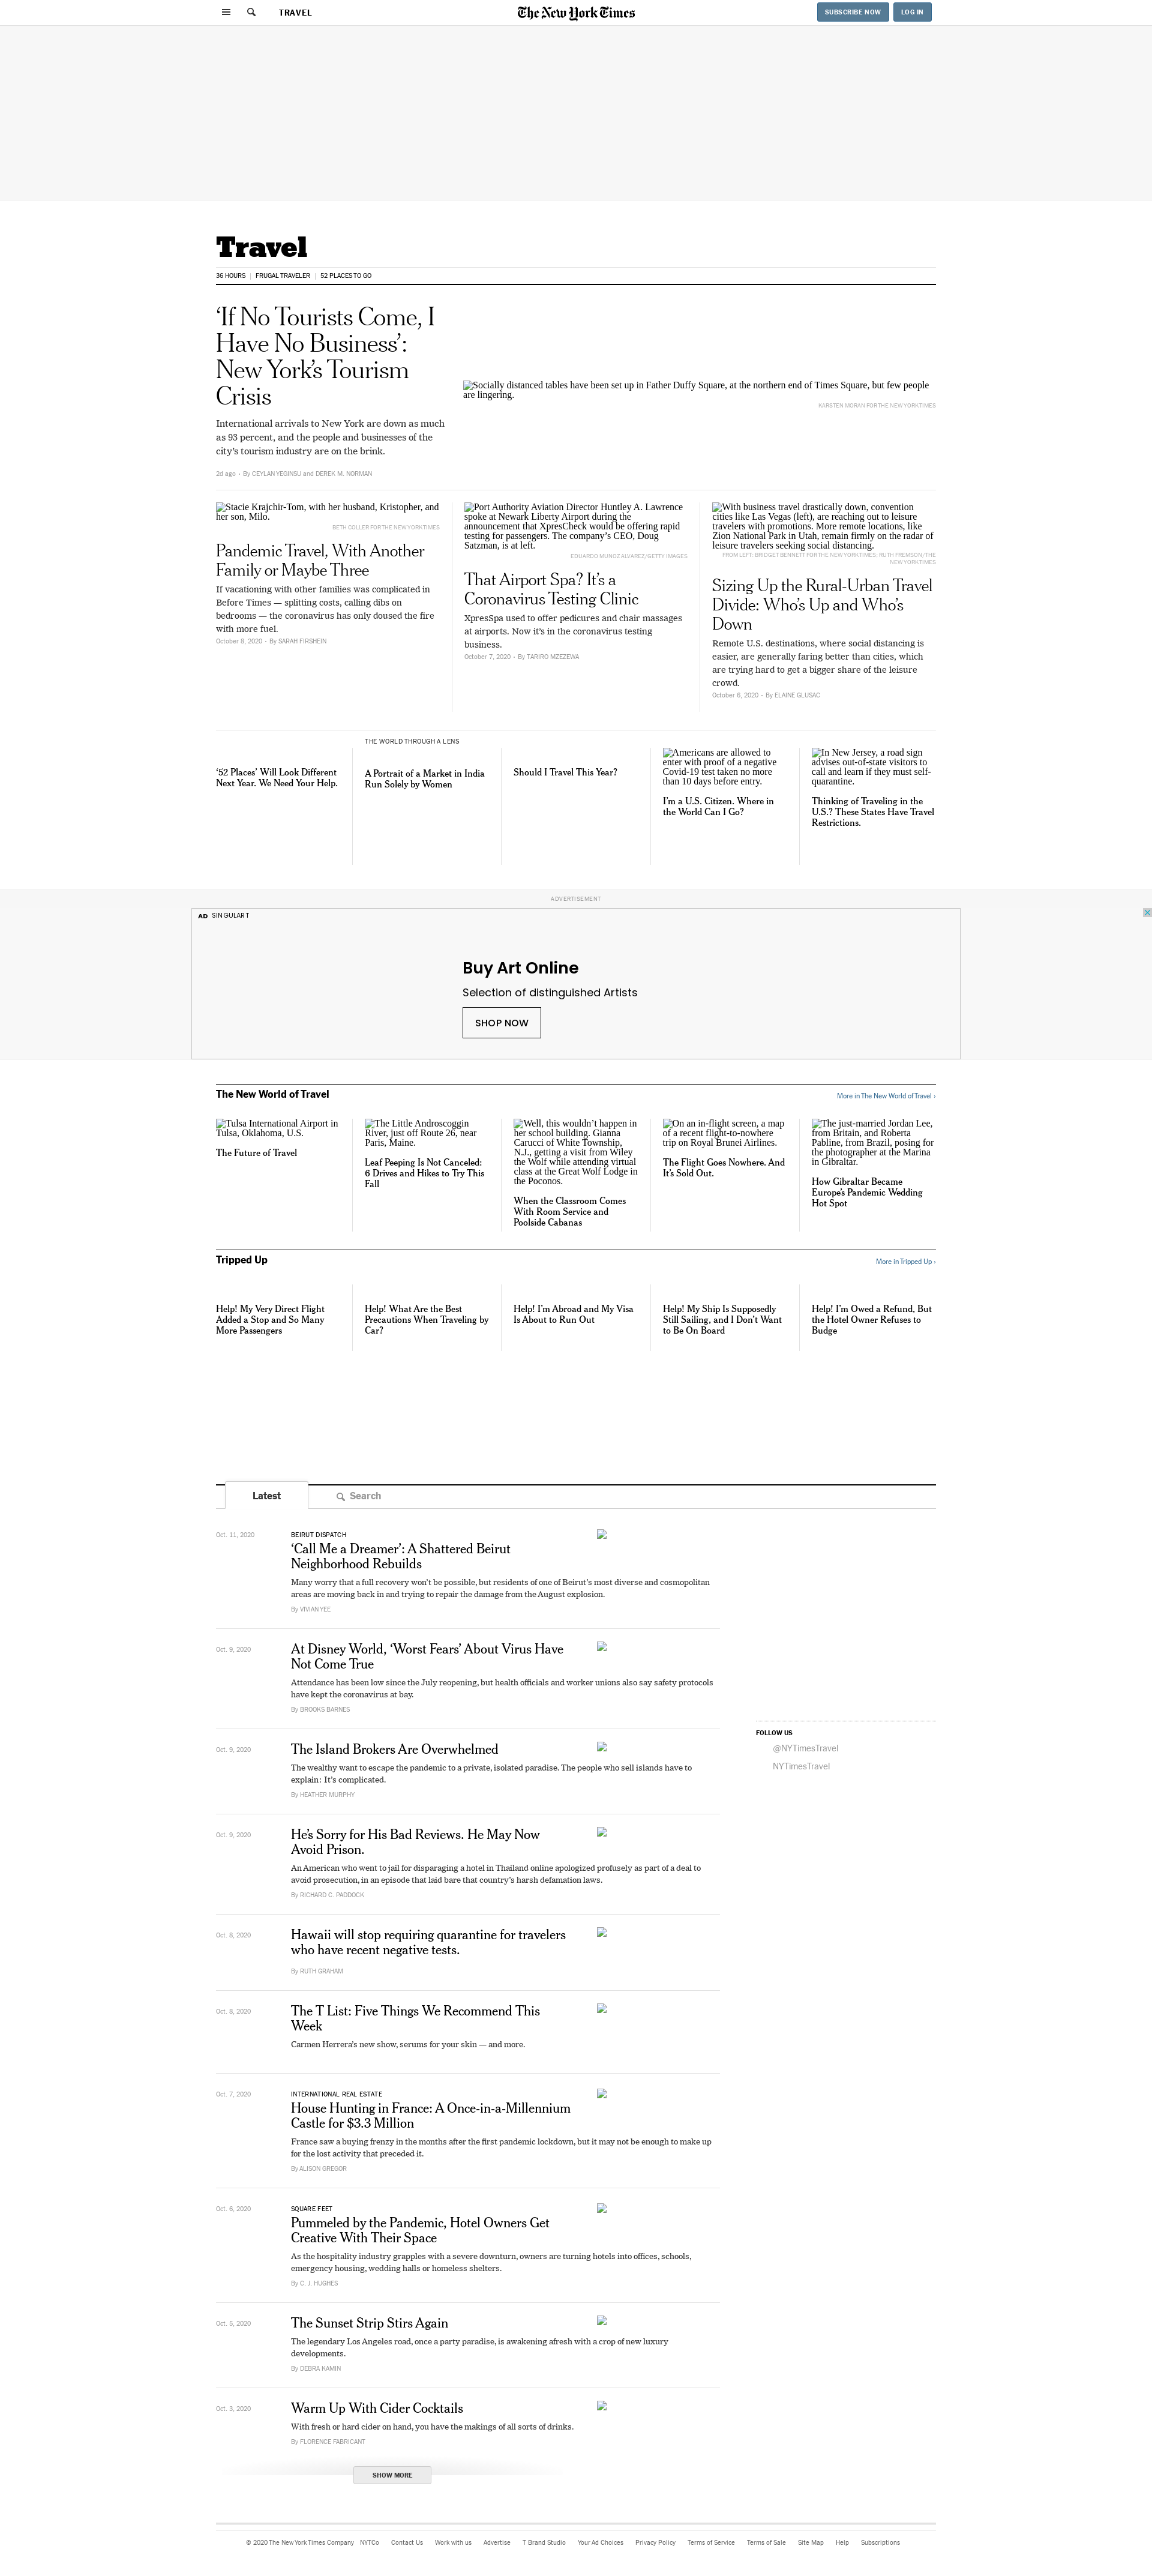 TRAVEL
The New York Times
SUBSCRIBE NOW
LOG IN
Travel
36 HOURS
FRUGAL TRAVELER
52 PLACES TO GO
‘If No Tourists Come, I
Have No Business’:
New York’s Tourism
Crisis
International arrivals to New York are down as much
as 93 percent, and the people and businesses of the
city’s tourism industry are on the brink.
2d ago • By CEYLAN YEGINSU and DEREK M. NORMAN
Socially distanced tables have been set up in Father Duffy Square, at the northern end of Times Square, but few people
are lingering.
KARSTEN MORAN FOR THE NEW YORK TIMES
Stacie Krajchir-Tom, with her husband, Kristopher, and
her son, Milo.
BETH COLLER FOR THE NEW YORK TIMES
Pandemic Travel, With Another
Family or Maybe Three
If vacationing with other families was complicated in
Before Times — splitting costs, calling dibs on
bedrooms — the coronavirus has only doused the fire
with more fuel.
October 8, 2020 • By SARAH FIRSHEIN
Port Authority Aviation Director Huntley A. Lawrence
spoke at Newark Liberty Airport during the
announcement that XpresCheck would be offering rapid
testing for passengers. The company’s CEO, Doug
Satzman, is at left.
EDUARDO MUNOZ ALVAREZ/GETTY IMAGES
That Airport Spa? It’s a
Coronavirus Testing Clinic
XpresSpa used to offer pedicures and chair massages
at airports. Now it’s in the coronavirus testing
business.
October 7, 2020 • By TARIRO MZEZEWA
With business travel drastically down, convention
cities like Las Vegas (left), are reaching out to leisure
travelers with promotions. More remote locations, like
Zion National Park in Utah, remain firmly on the radar of
leisure travelers seeking social distancing.
FROM LEFT: BRIDGET BENNETT FOR THE NEW YORK TIMES; RUTH FREMSON/THE
NEW YORK TIMES
Sizing Up the Rural-Urban Travel
Divide: Who’s Up and Who’s
Down
Remote U.S. destinations, where social distancing is
easier, are generally faring better than cities, which
are trying hard to get a bigger share of the leisure
crowd.
October 6, 2020 • By ELAINE GLUSAC
‘52 Places’ Will Look Different
Next Year. We Need Your Help.
THE WORLD THROUGH A LENS
A Portrait of a Market in India
Run Solely by Women
Should I Travel This Year?
Americans are allowed to
enter with proof of a negative
Covid-19 test taken no more
than 10 days before entry.
I’m a U.S. Citizen. Where in
the World Can I Go?
In New Jersey, a road sign
advises out-of-state visitors to
call and learn if they must self-
quarantine.
Thinking of Traveling in the
U.S.? These States Have Travel
Restrictions.
ADVERTISEMENT
AD SINGULART
Buy Art Online
Selection of distinguished Artists
SHOP NOW
The New World of Travel
More in The New World of Travel ›
Tulsa International Airport in
Tulsa, Oklahoma, U.S.
The Future of Travel
The Little Androscoggin
River, just off Route 26, near
Paris, Maine.
Leaf Peeping Is Not Canceled:
6 Drives and Hikes to Try This
Fall
Well, this wouldn’t happen in
her school building. Gianna
Carucci of White Township,
N.J., getting a visit from Wiley
the Wolf while attending virtual
class at the Great Wolf Lodge in
the Poconos.
When the Classroom Comes
With Room Service and
Poolside Cabanas
On an in-flight screen, a map
of a recent flight-to-nowhere
trip on Royal Brunei Airlines.
The Flight Goes Nowhere. And
It’s Sold Out.
The just-married Jordan Lee,
from Britain, and Roberta
Pabline, from Brazil, posing for
the photographer at the Marina
in Gibraltar.
How Gibraltar Became
Europe’s Pandemic Wedding
Hot Spot
Tripped Up
More in Tripped Up ›
Help! My Very Direct Flight
Added a Stop and So Many
More Passengers
Help! What Are the Best
Precautions When Traveling by
Car?
Help! I’m Abroad and My Visa
Is About to Run Out
Help! My Ship Is Supposedly
Still Sailing, and I Don’t Want
to Be On Board
Help! I’m Owed a Refund, But
the Hotel Owner Refuses to
Budge
Latest
Search
Oct. 11, 2020
BEIRUT DISPATCH
‘Call Me a Dreamer’: A Shattered Beirut
Neighborhood Rebuilds
Many worry that a full recovery won’t be possible, but residents of one of Beirut’s most diverse and cosmopolitan
areas are moving back in and trying to repair the damage from the August explosion.
By VIVIAN YEE
Oct. 9, 2020
At Disney World, ‘Worst Fears’ About Virus Have
Not Come True
Attendance has been low since the July reopening, but health officials and worker unions also say safety protocols
have kept the coronavirus at bay.
By BROOKS BARNES
Oct. 9, 2020
The Island Brokers Are Overwhelmed
The wealthy want to escape the pandemic to a private, isolated paradise. The people who sell islands have to
explain: It’s complicated.
By HEATHER MURPHY
FOLLOW US
@NYTimesTravel
NYTimesTravel
Oct. 9, 2020
He’s Sorry for His Bad Reviews. He May Now
Avoid Prison.
An American who went to jail for disparaging a hotel in Thailand online apologized profusely as part of a deal to
avoid prosecution, in an episode that laid bare that country’s harsh defamation laws.
By RICHARD C. PADDOCK
Oct. 8, 2020
Hawaii will stop requiring quarantine for travelers
who have recent negative tests.
By RUTH GRAHAM
Oct. 8, 2020
The T List: Five Things We Recommend This
Week
Carmen Herrera’s new show, serums for your skin — and more.
Oct. 7, 2020
INTERNATIONAL REAL ESTATE
House Hunting in France: A Once-in-a-Millennium
Castle for $3.3 Million
France saw a buying frenzy in the months after the first pandemic lockdown, but it may not be enough to make up
for the lost activity that preceded it.
By ALISON GREGOR
Oct. 6, 2020
SQUARE FEET
Pummeled by the Pandemic, Hotel Owners Get
Creative With Their Space
As the hospitality industry grapples with a severe downturn, owners are turning hotels into offices, schools,
emergency housing, wedding halls or homeless shelters.
By C. J. HUGHES
Oct. 5, 2020
The Sunset Strip Stirs Again
The legendary Los Angeles road, once a party paradise, is awakening afresh with a crop of new luxury
developments.
By DEBRA KAMIN
Oct. 3, 2020
Warm Up With Cider Cocktails
With fresh or hard cider on hand, you have the makings of all sorts of drinks.
By FLORENCE FABRICANT
SHOW MORE
© 2020 The New York Times Company NYTCo Contact Us Work with us Advertise T Brand Studio Your Ad Choices Privacy Policy Terms of Service Terms of Sale Site Map Help Subscriptions